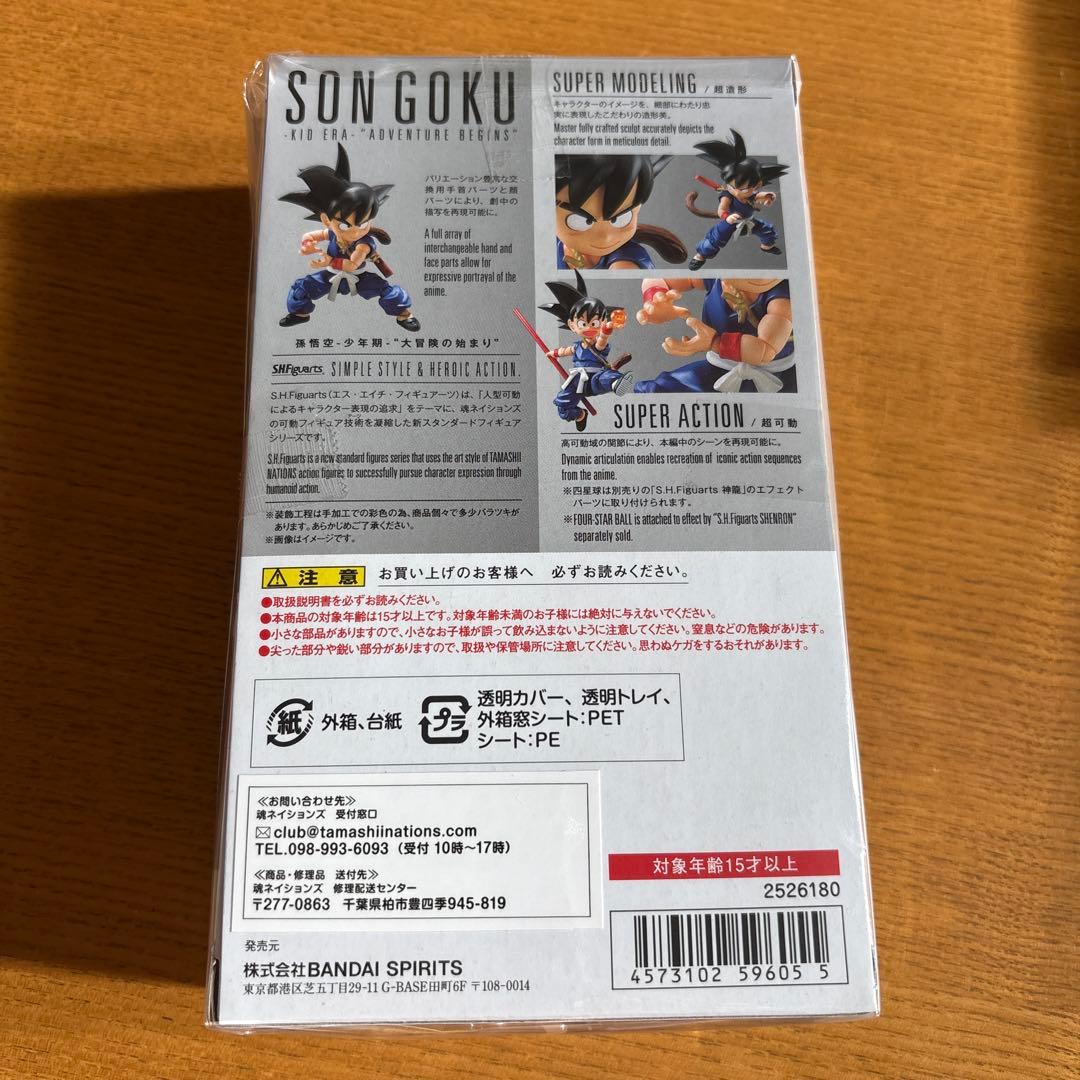 SON GOKU
-KID ERA-"ADVENTURE BEGINS"
バリエーション豊富な交
換用手首パーツと顔
パーツにより、劇中の
描写を再現可能に。
A full array of
interchangeable hand and
face parts allow for
expressive portrayal of the
anime.
孫悟空-少年期-"大冒険の始まり"
S.H.Figuarts SIMPLE STYLE & HEROIC ACTION.
S.H.Figuarts(エス・エイチ・フィギュアーツ)は、「人型可動
によるキャラクター表現の追求」をテーマに、魂ネイションズ
の可動フィギュア技術を凝縮した新スタンダードフィギュア
シリーズです。
S.H.Figuarts is a new standard figures series that uses the art style of TAMASHII
NATIONS action figures to successfully pursue character expression through
humanoid action.
※装飾工程は手加工での彩色の為、商品個々で多少バラツキが
あります。あらかじめご了承ください。
※画像はイメージです。
SUPER MODELING / 超造形
キャラクターのイメージを、細部にわたり忠
実に表現したこだわりの造形美。
Master fully crafted sculpt accurately depicts the
character form in meticulous detail.
SUPER ACTION / 超可動
高可動域の関節により、本編中のシーンを再現可能に。
Dynamic articulation enables recreation of iconic action sequences
from the anime.
※四星球は別売りの「S.H.Figuarts 神龍」のエフェクト
パーツに取り付けられます。
※FOUR-STAR BALL is attached to effect by "S.H.Figuarts SHENRON"
separately sold.
注意 お買い上げのお客様へ 必ずお読みください。
●取扱説明書を必ずお読みください。
●本商品の対象年齢は15才以上です。対象年齢未満のお子様には絶対に与えないでください。
●小さな部品がありますので、小さなお子様が誤って飲み込まないように注意してください。窒息などの危険があります。
●尖った部分や鋭い部分がありますので、取扱や保管場所に注意してください。思わぬケガをするおそれがあります。
紙 外箱、台紙
プラ 透明カバー、透明トレイ、
外箱窓シート:PET
シート:PE
≪お問い合わせ先≫
魂ネイションズ 受付窓口
club@tamashiinations.com
TEL.098-993-6093 (受付 10時~17時)
≪商品・修理品 送付先≫
魂ネイションズ 修理配送センター
〒277-0863 千葉県柏市豊四季945-819
発売元
株式会社BANDAI SPIRITS
東京都港区芝五丁目29-11 G-BASE田町6F 〒108-0014
対象年齢15才以上
2526180
4573102 59605 5